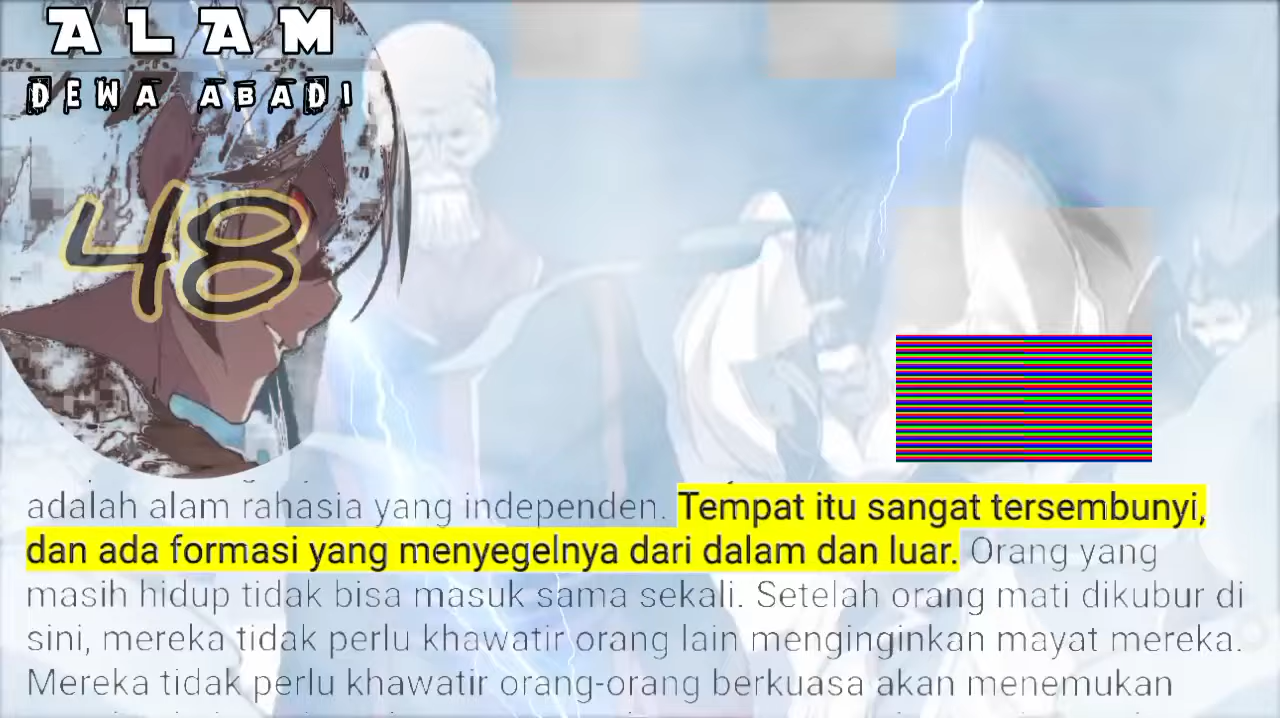 ALAM
DEWA ABADI
48
adalah alam rahasia yang independen. Tempat itu sangat tersembunyi,
dan ada formasi yang menyegelnya dari dalam dan luar. Orang yang
masih hidup tidak bisa masuk sama sekali. Setelah orang mati dikubur di
sini, mereka tidak perlu khawatir orang lain menginginkan mayat mereka.
Mereka tidak perlu khawatir orang-orang berkuasa akan menemukan